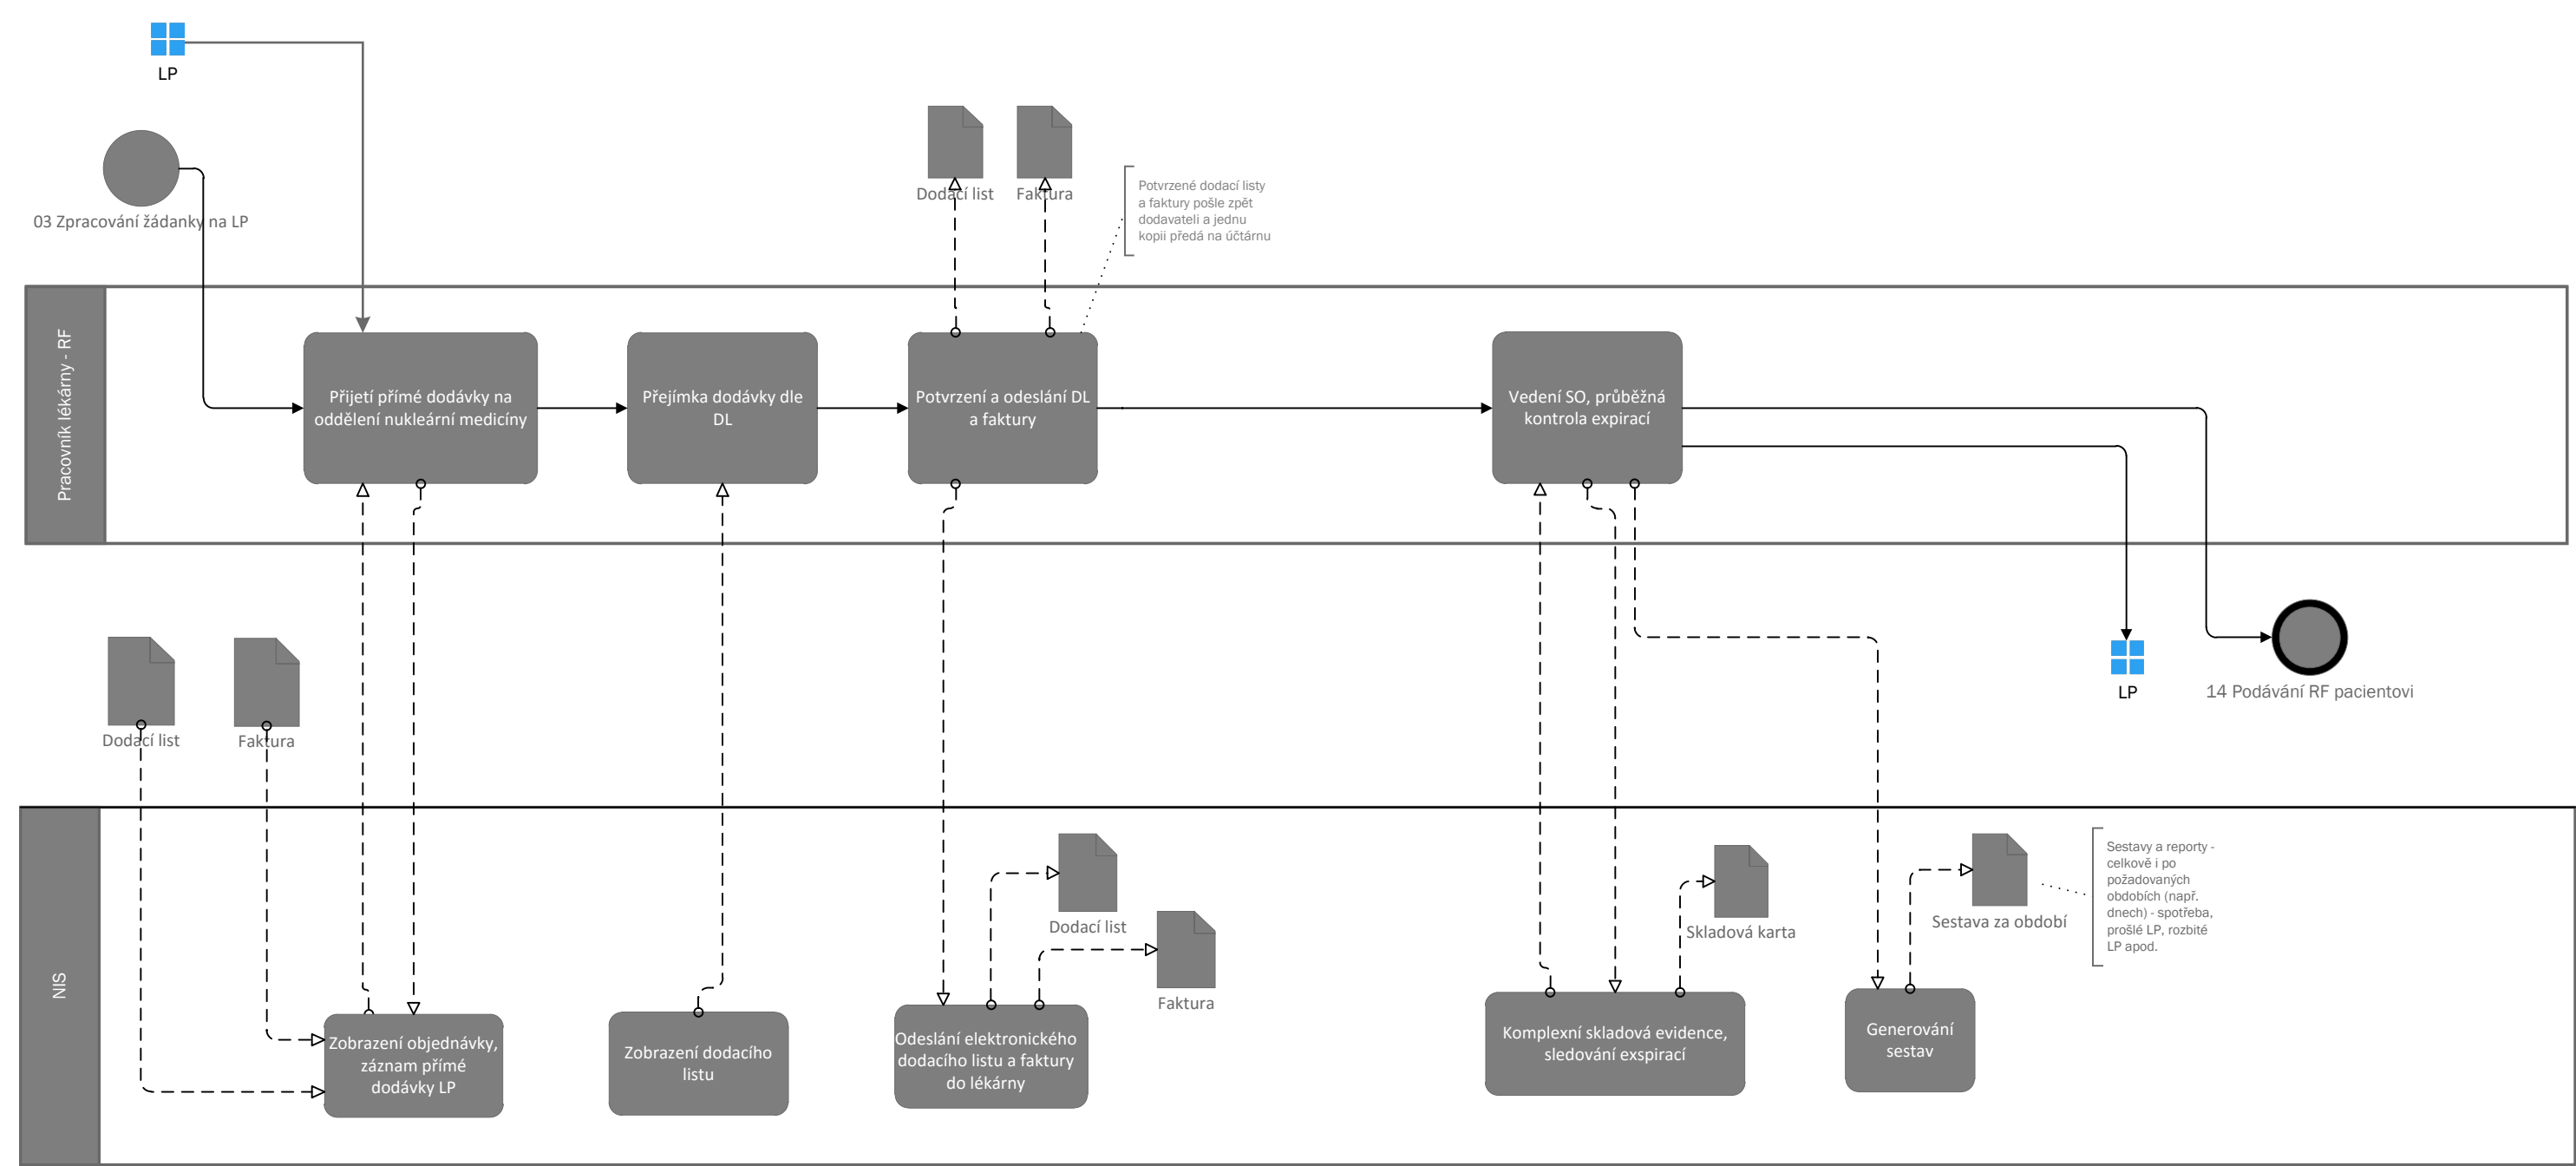 LP
03 Zpracování žádanky na LP
Dodací list
Faktura
Potvrzené dodací listy
a faktury pošle zpět
dodavateli a jednu
kopii předá na účtárnu
Pracovník lékárny - RF
Přijetí přímé dodávky na
oddělení nukleární medicíny
Přejímka dodávky dle
DL
Potvrzení a odeslání DL
a faktury
Vedení SO, průběžná
kontrola expirací
Dodací list
Faktura
LP
14 Podávání RF pacientovi
NIS
Zobrazení objednávky,
záznam přímé
dodávky LP
Zobrazení dodacího
listu
Odeslání elektronického
dodacího listu a faktury
do lékárny
Dodací list
Faktura
Komplexní skladová evidence,
sledování exspirací
Skladová karta
Generování
sestav
Sestava za období
Sestavy a reporty -
celkově i po
požadovaných
obdobích (např.
dnech) - spotřeba,
prošlé LP, rozbité
LP apod.